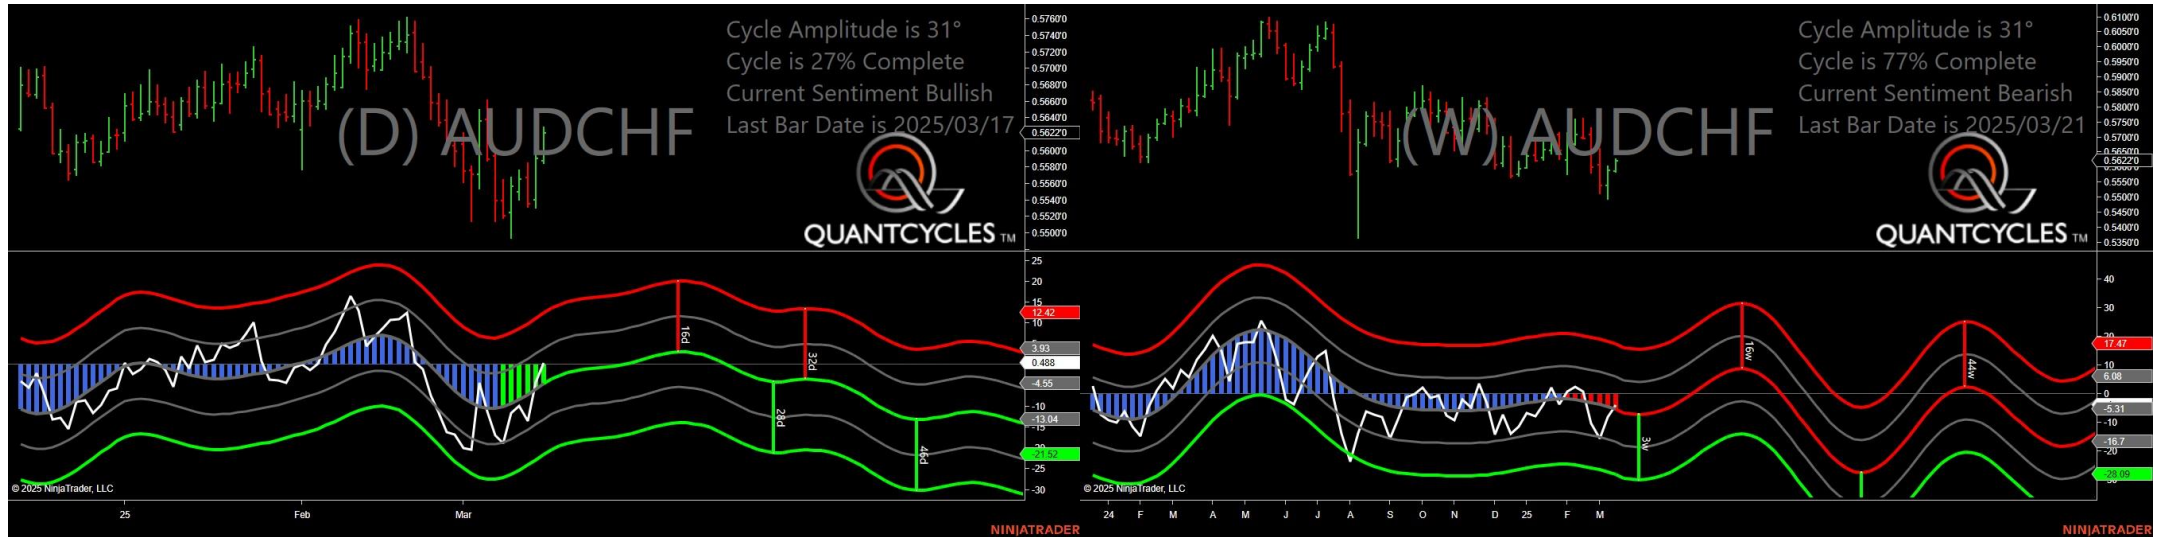 Cycle Amplitude is 31°
Cycle is 27% Complete
Current Sentiment Bullish
Last Bar Date is 2025/03/17
(D) AUDCHF
QUANTCYCLES TM
0.5760'0
0.5740'0
0.5720'0
0.5700'0
0.5680'0
0.5660'0
0.5640'0
0.5622'0
0.5600'0
0.5580'0
0.5560'0
0.5540'0
0.5520'0
0.5500'0
25
20
15
12.42
10
3.93
0.488
-4.55
-10
-13.04
-15
-21.52
-25
-30
16d
32d
28d
46d
© 2025 NinjaTrader, LLC
25
Feb
Mar
NINJATRADER
Cycle Amplitude is 31°
Cycle is 77% Complete
Current Sentiment Bearish
Last Bar Date is 2025/03/21
(W) AUDCHF
QUANTCYCLES TM
0.6100'0
0.6050'0
0.6000'0
0.5950'0
0.5900'0
0.5850'0
0.5800'0
0.5750'0
0.5700'0
0.5650'0
0.5622'0
0.5550'0
0.5500'0
0.5450'0
0.5400'0
0.5350'0
40
30
20
17.47
10
6.08
0
-5.31
-16.7
-20
-28.09
16w
44w
3w
© 2025 NinjaTrader, LLC
24 F M A M J J A S O N D 25 F M
NINJATRADER